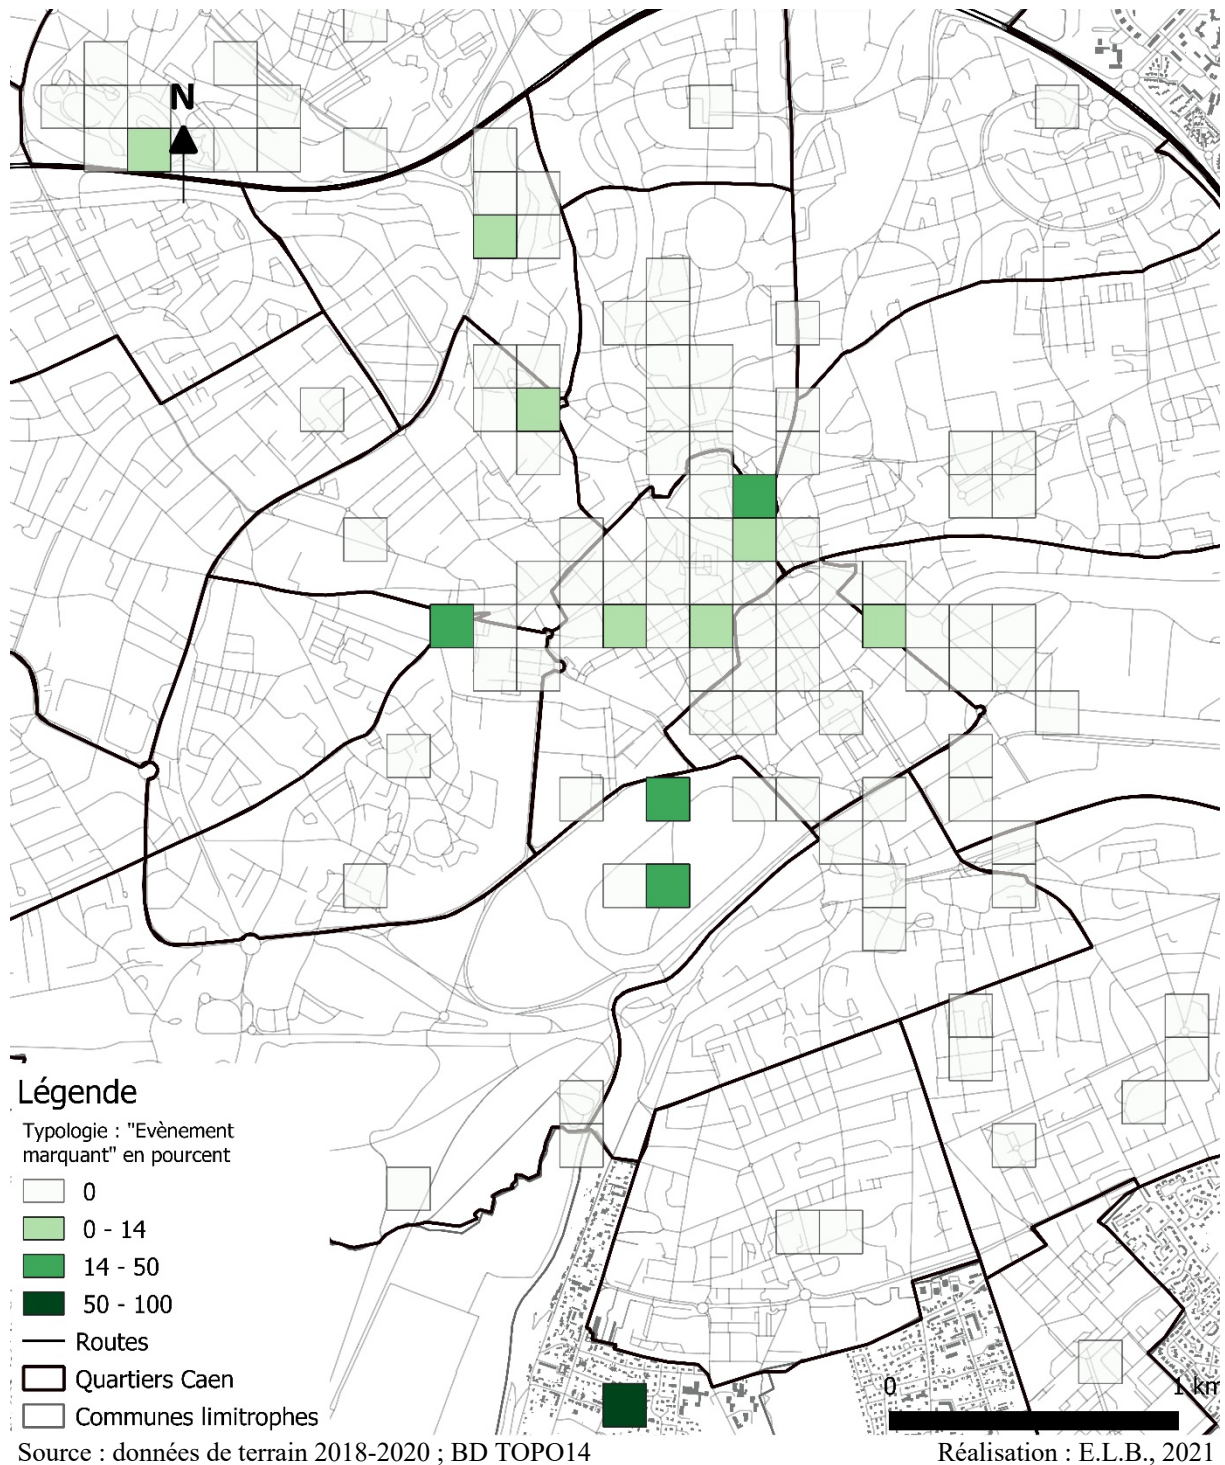 N
Légende
Typologie : "Evènement
marquant" en pourcent
0
0 - 14
14 - 50
50 - 100
Routes
Quartiers Caen
Communes limitrophes
0 1 km
Source : données de terrain 2018-2020 ; BD TOPO14 Réalisation : E.L.B., 2021